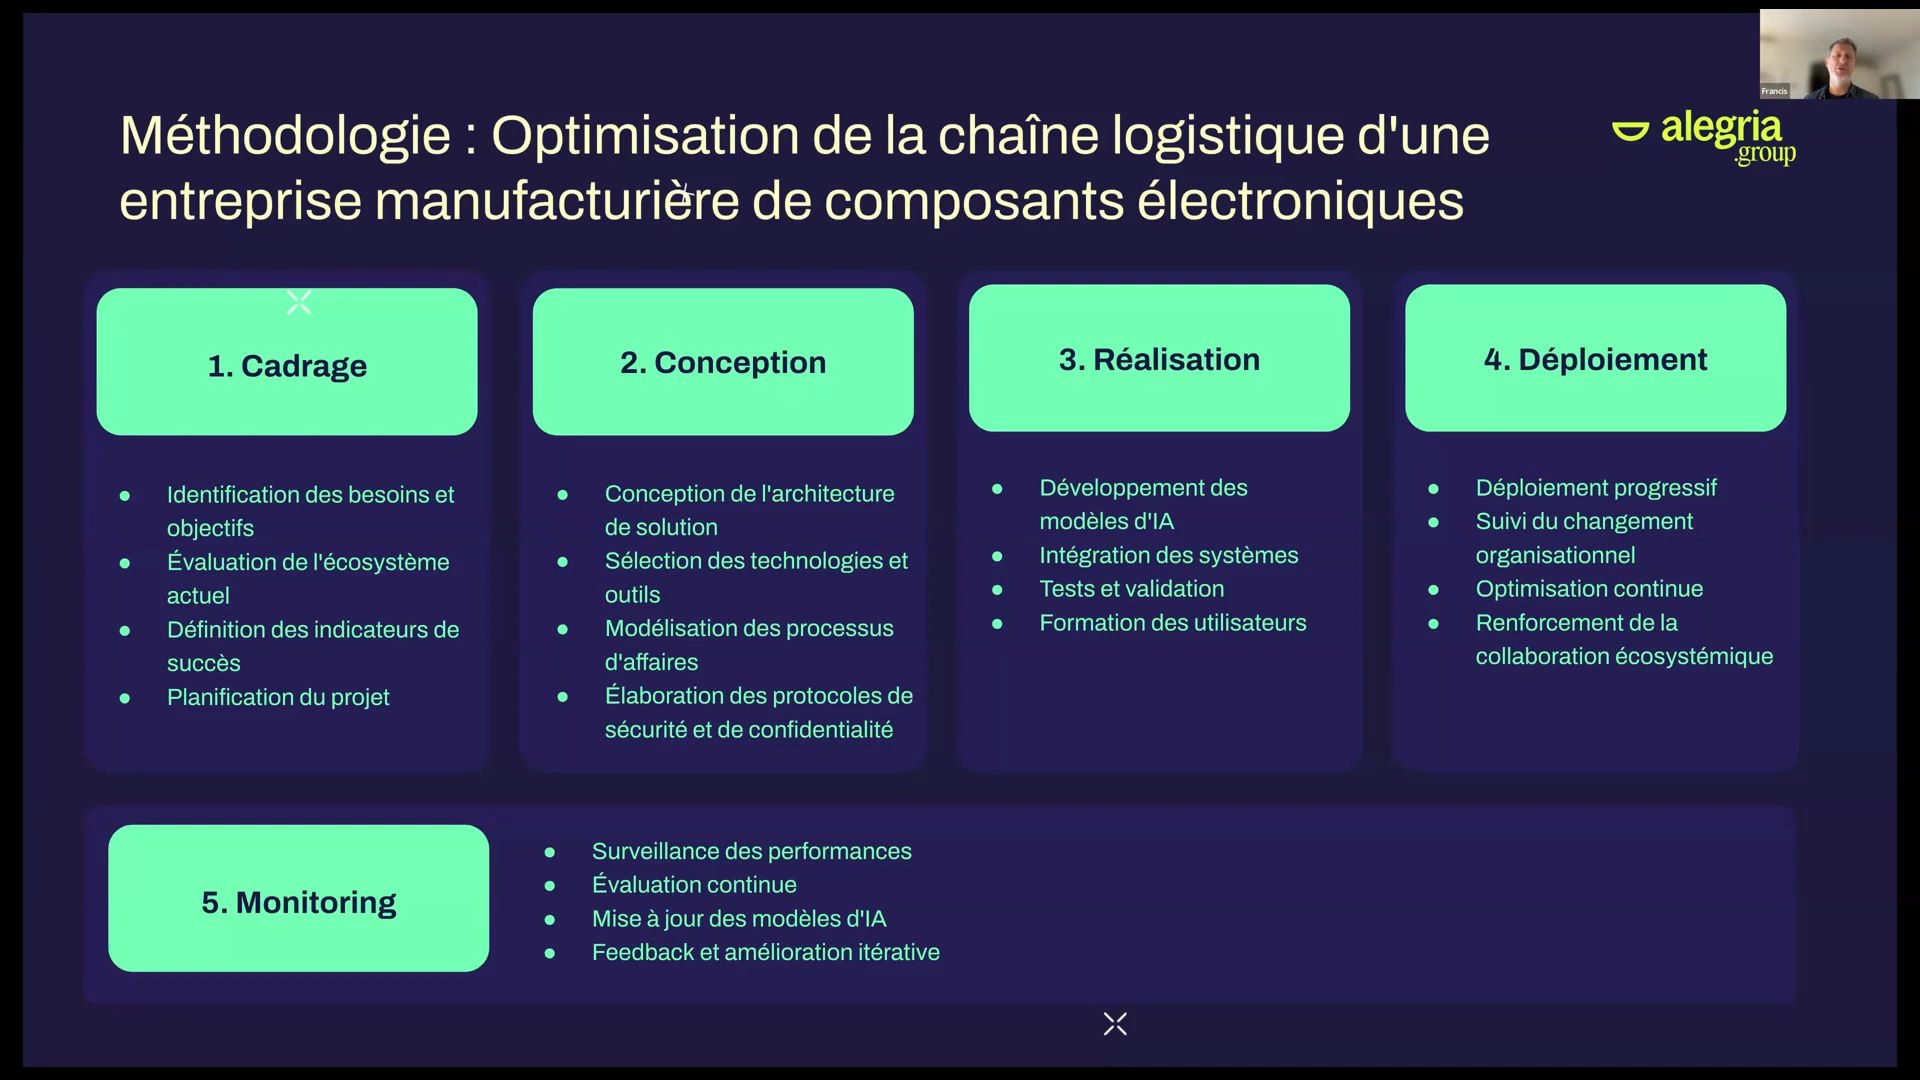 Francis
alegria
.group
Méthodologie : Optimisation de la chaîne logistique d'une
entreprise manufacturière de composants électroniques
1. Cadrage
Identification des besoins et
objectifs
Évaluation de l'écosystème
actuel
Définition des indicateurs de
succès
Planification du projet
2. Conception
Conception de l'architecture
de solution
Sélection des technologies et
outils
Modélisation des processus
d'affaires
Élaboration des protocoles de
sécurité et de confidentialité
3. Réalisation
Développement des
modèles d'IA
Intégration des systèmes
Tests et validation
Formation des utilisateurs
4. Déploiement
Déploiement progressif
Suivi du changement
organisationnel
Optimisation continue
Renforcement de la
collaboration écosystémique
5. Monitoring
Surveillance des performances
Évaluation continue
Mise à jour des modèles d'IA
Feedback et amélioration itérative